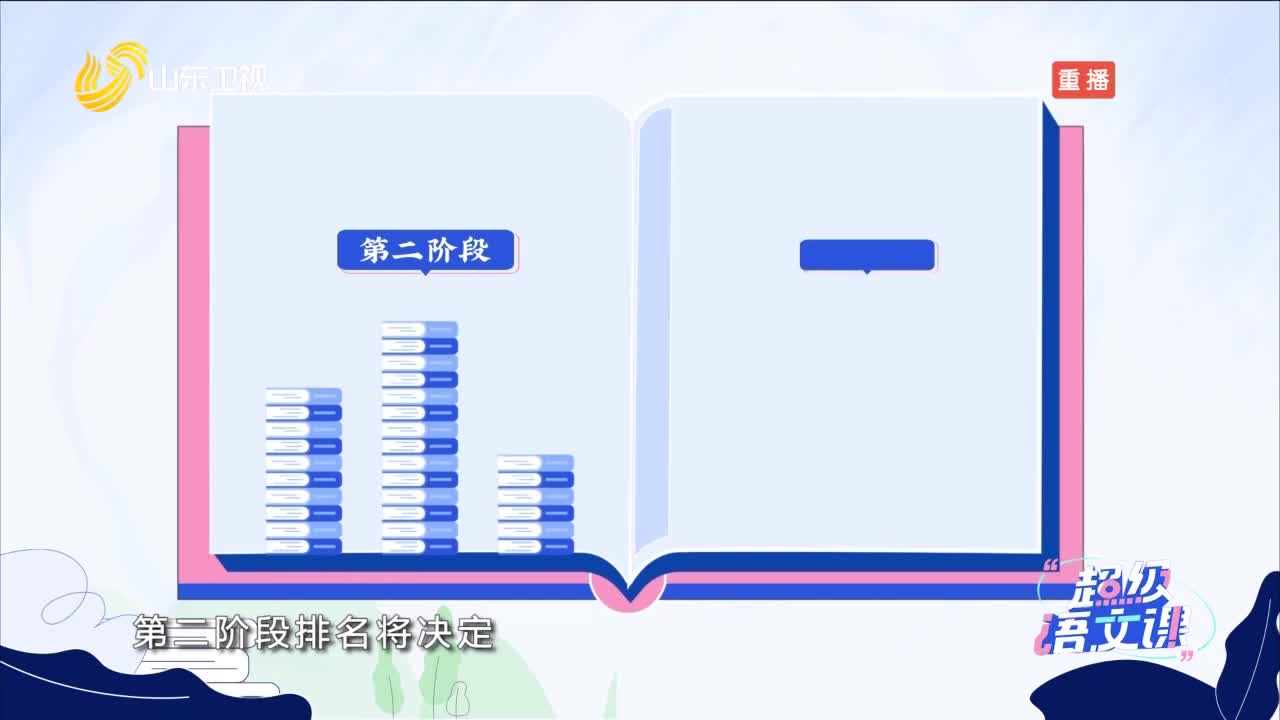 山东卫视
重播
第二阶段
超级
语文课
第二阶段排名将决定